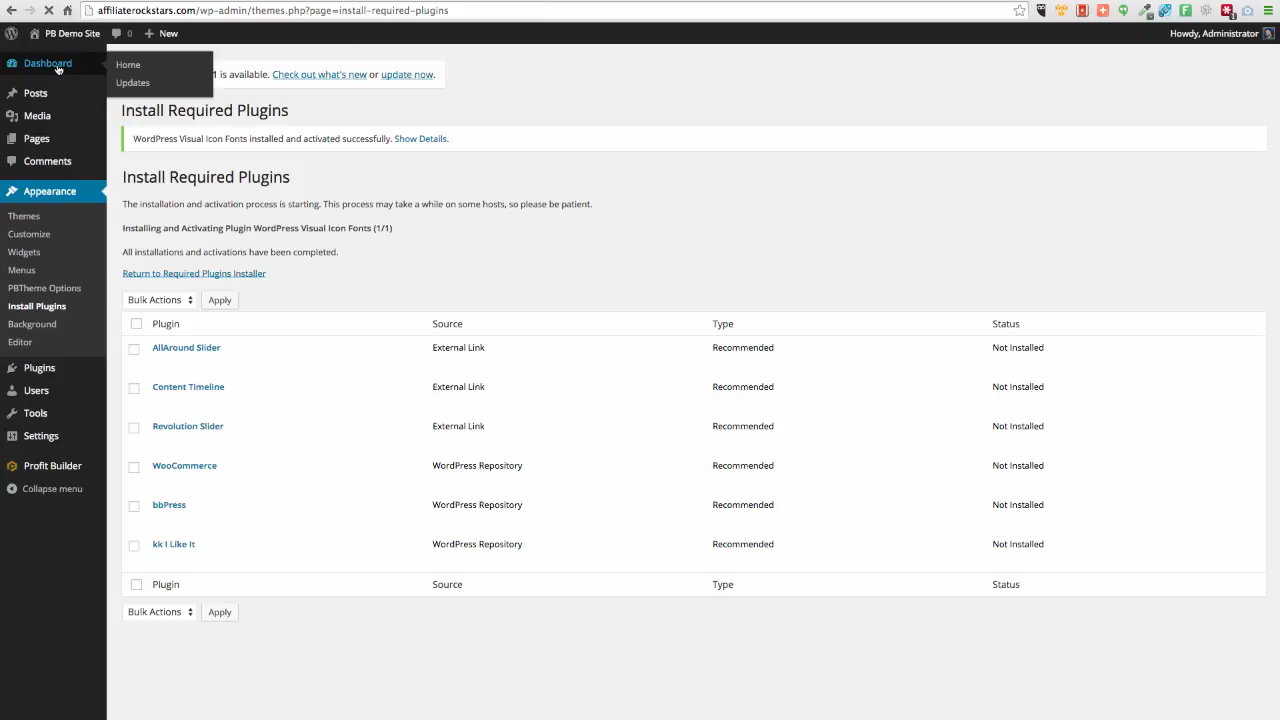 affiliaterockstars.com/wp-admin/themes.php?page=install-required-plugins
PB Demo Site 0 New Howdy, Administrator
Dashboard
Home
Updates
1 is available. Check out what's new or update now.
Posts
Media
Pages
Comments
Appearance
Themes
Customize
Widgets
Menus
PBTheme Options
Install Plugins
Background
Editor
Plugins
Users
Tools
Settings
Profit Builder
Collapse menu
Install Required Plugins
WordPress Visual Icon Fonts installed and activated successfully. Show Details.
Install Required Plugins
The installation and activation process is starting. This process may take a while on some hosts, so please be patient.
Installing and Activating Plugin WordPress Visual Icon Fonts (1/1)
All installations and activations have been completed.
Return to Required Plugins Installer
Bulk Actions Apply
Plugin Source Type Status
AllAround Slider External Link Recommended Not Installed
Content Timeline External Link Recommended Not Installed
Revolution Slider External Link Recommended Not Installed
WooCommerce WordPress Repository Recommended Not Installed
bbPress WordPress Repository Recommended Not Installed
kk I Like It WordPress Repository Recommended Not Installed
Plugin Source Type Status
Bulk Actions Apply